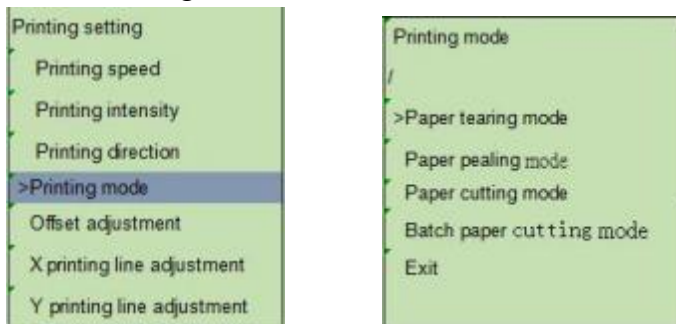 Printing setting
Printing speed
Printing intensity
Printing direction
>Printing mode
Offset adjustment
X printing line adjustment
Y printing line adjustment
Printing mode
/
>Paper tearing mode
Paper pealing mode
Paper cutting mode
Batch paper cutting mode
Exit